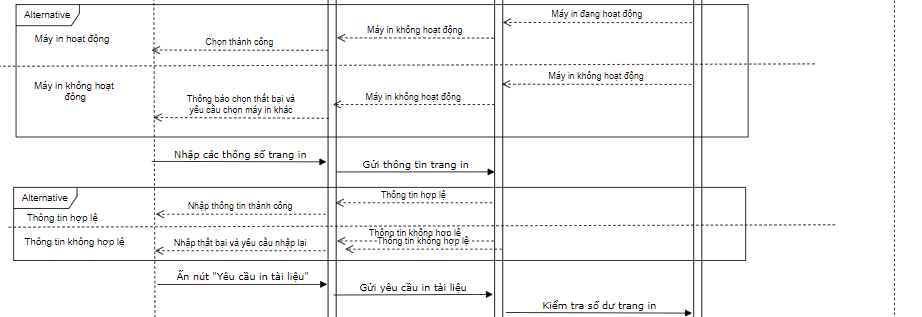 Alternative
Máy in đang hoạt động
Máy in không hoạt động
Máy in hoạt động
Chọn thành công
Máy in không hoạt động
Máy in không hoạt
động
Máy in không hoạt động
Thông báo chọn thất bại và
yêu cầu chọn máy in khác
Nhập các thông số trang in
Gửi thông tin trang in
Alternative
Thông tin hợp lệ
Nhập thông tin thành công
Thông tin hợp lệ
Thông tin không hợp lệ
Thông tin không hợp lệ
Thông tin không hợp lệ
Nhập thất bại và yêu cầu nhập lại
Ấn nút "Yêu cầu in tài liệu"
Gửi yêu cầu in tài liệu
Kiểm tra số dư trang in